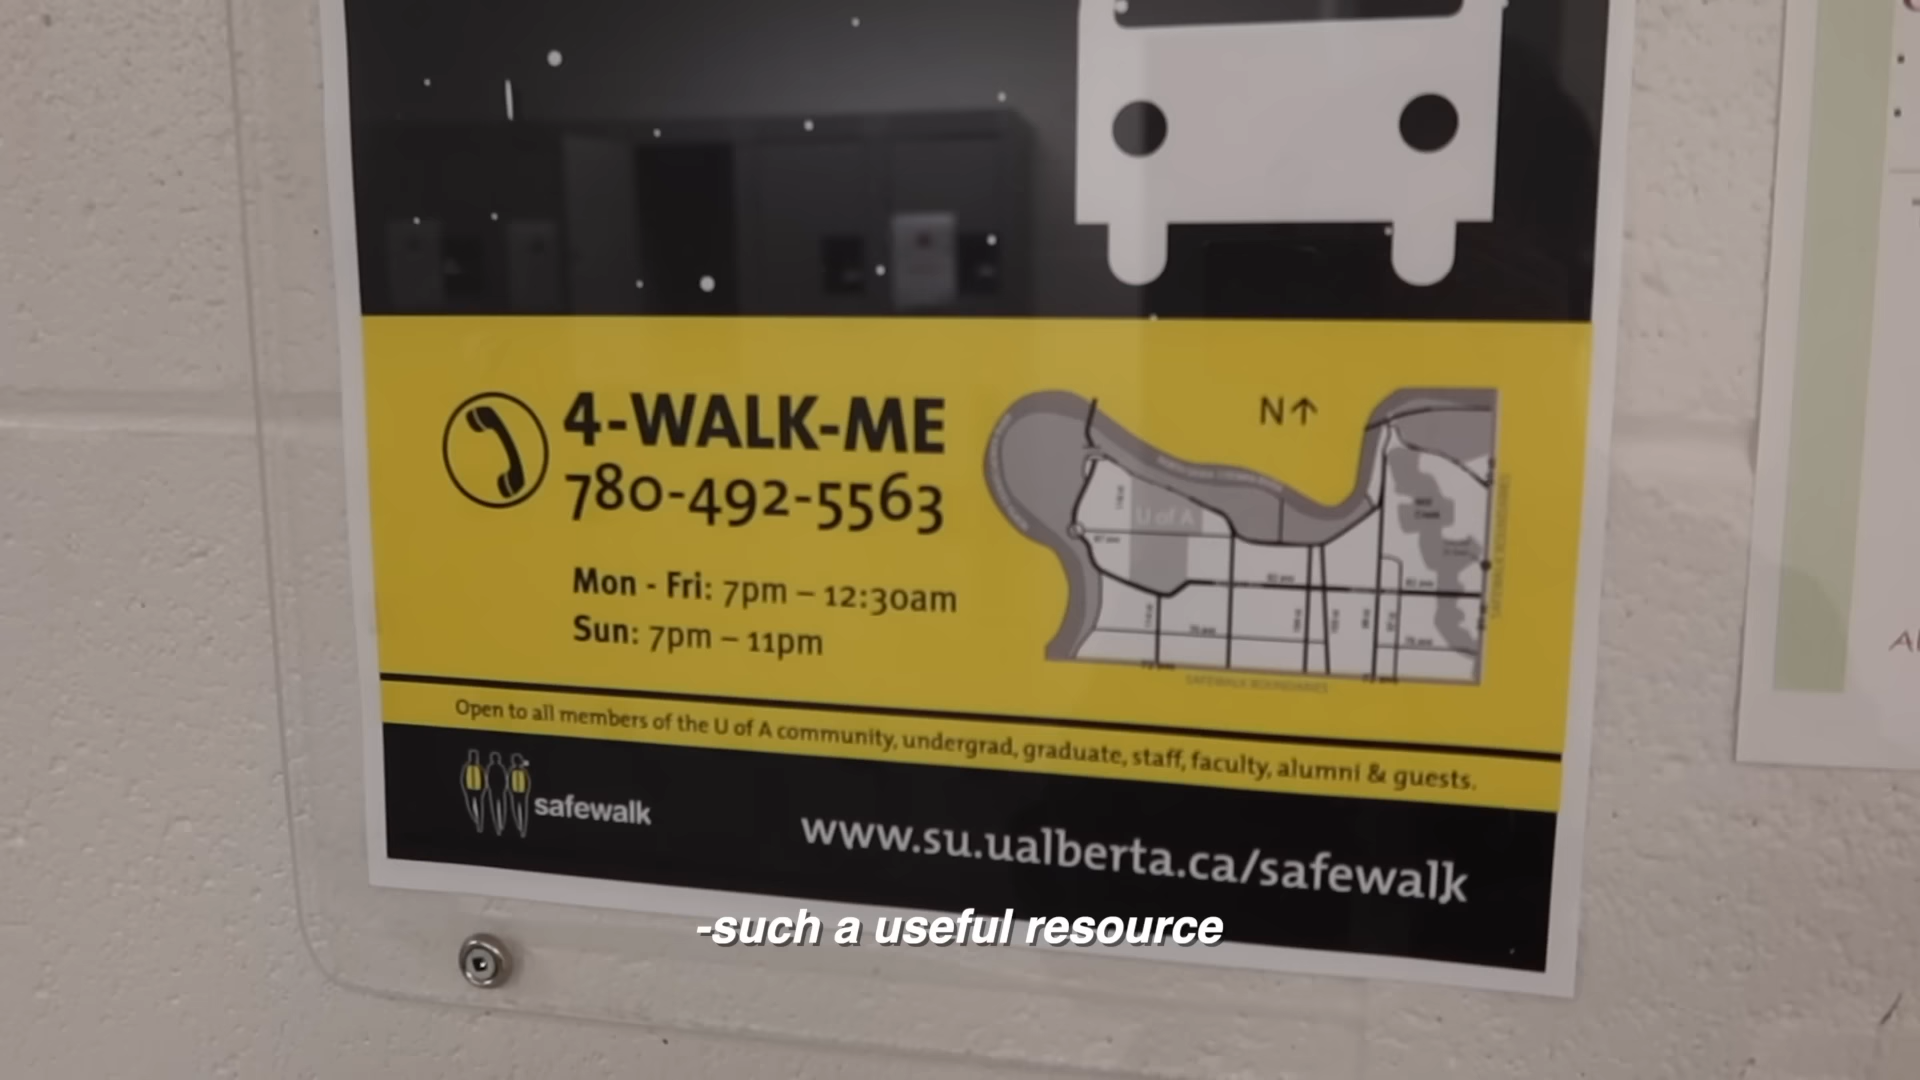 4-WALK-ME
780-492-5563
Mon - Fri: 7pm – 12:30am
Sun: 7pm – 11pm
N↑
U of A
SAFEWALK BOUNDARIES
Open to all members of the U of A community, undergrad, graduate, staff, faculty, alumni & guests.
safewalk
www.su.ualberta.ca/safewalk
-such a useful resource